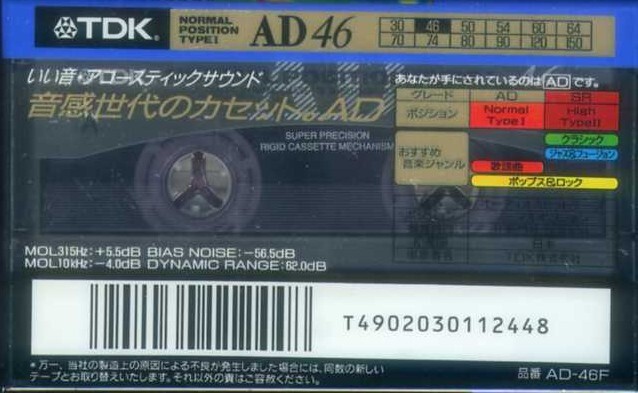 TDK
NORMAL
POSITION
TYPE I
AD 46
30 46 50 54 60 64
70 74 80 90 120 150
いい音・アコースティックサウンド
音感世代のカセット。AD
SUPER PRECISION
RIGID CASSETTE MECHANISM
あなたが手にされているのは AD です。
グレード AD SR
ポジション Normal Type I High Type II
おすすめ
音楽ジャンル
クラシック
ジャズ&フュージョン
歌謡曲
ポップス&ロック
日本
TDK株式会社
MOL315Hz:+5.5dB BIAS NOISE:−56.5dB
MOL10kHz:−4.0dB DYNAMIC RANGE:62.0dB
T4902030112448
*万一、当社の製造上の原因による不良が発生しました場合には、同数の新しい
テープとお取り替えいたします。それ以外の責はご容赦ください。
品番 AD-46F